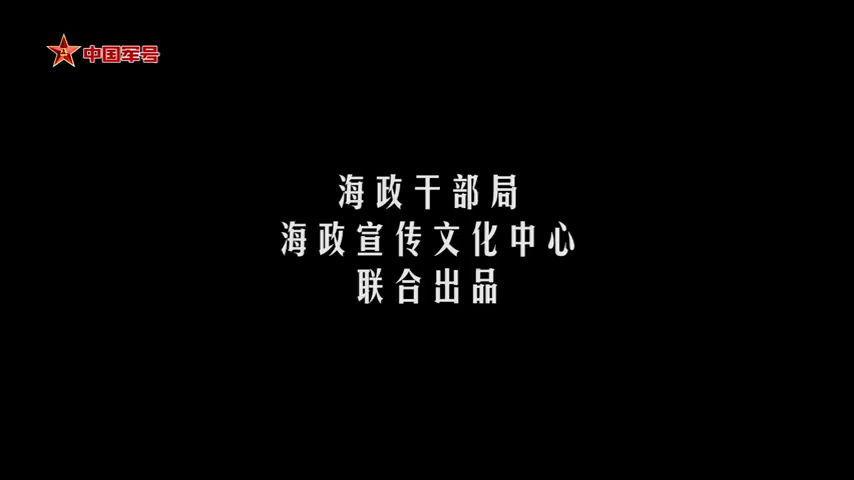 中国军号
海政干部局
海政宣传文化中心
联合出品